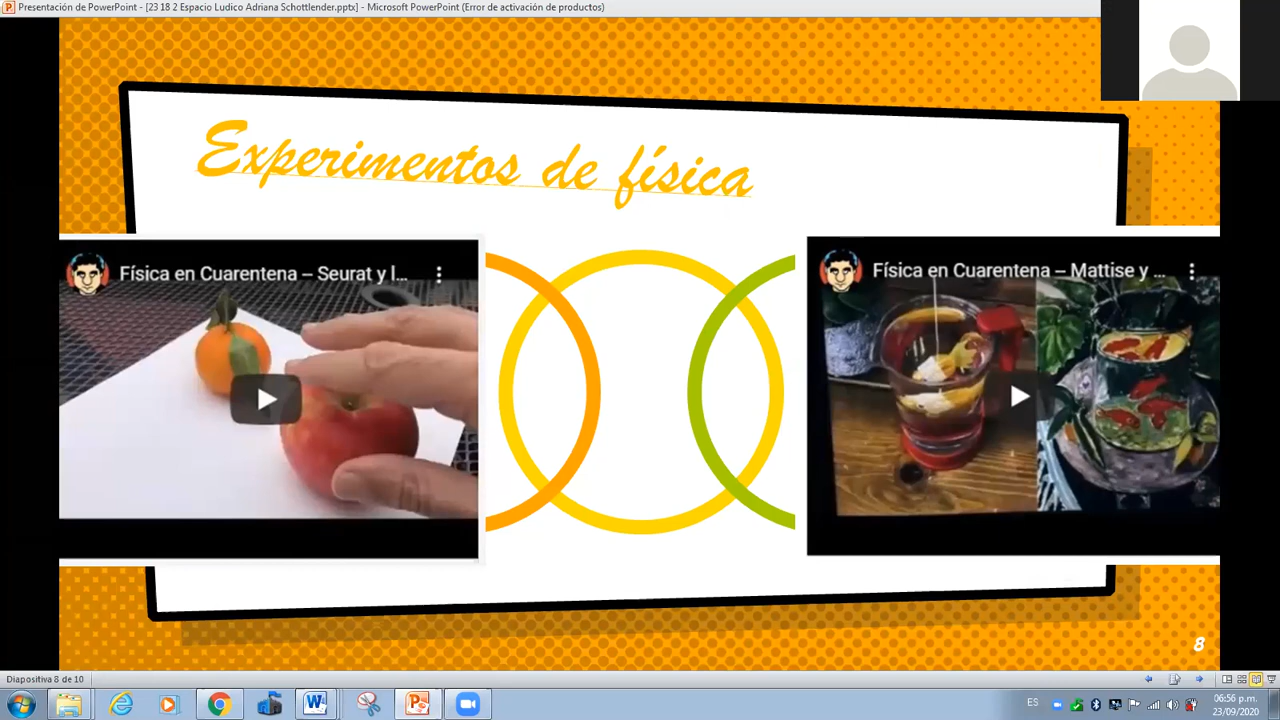 Presentación de PowerPoint - [23 18 2 Espacio Ludico Adriana Schottlender.pptx] - Microsoft PowerPoint (Error de activación de productos)
Experimentos de física
Física en Cuarentena – Seurat y l...
Física en Cuarentena – Mattise y ...
8
Diapositiva 8 de 10
ES
06:56 p.m.
23/09/2020